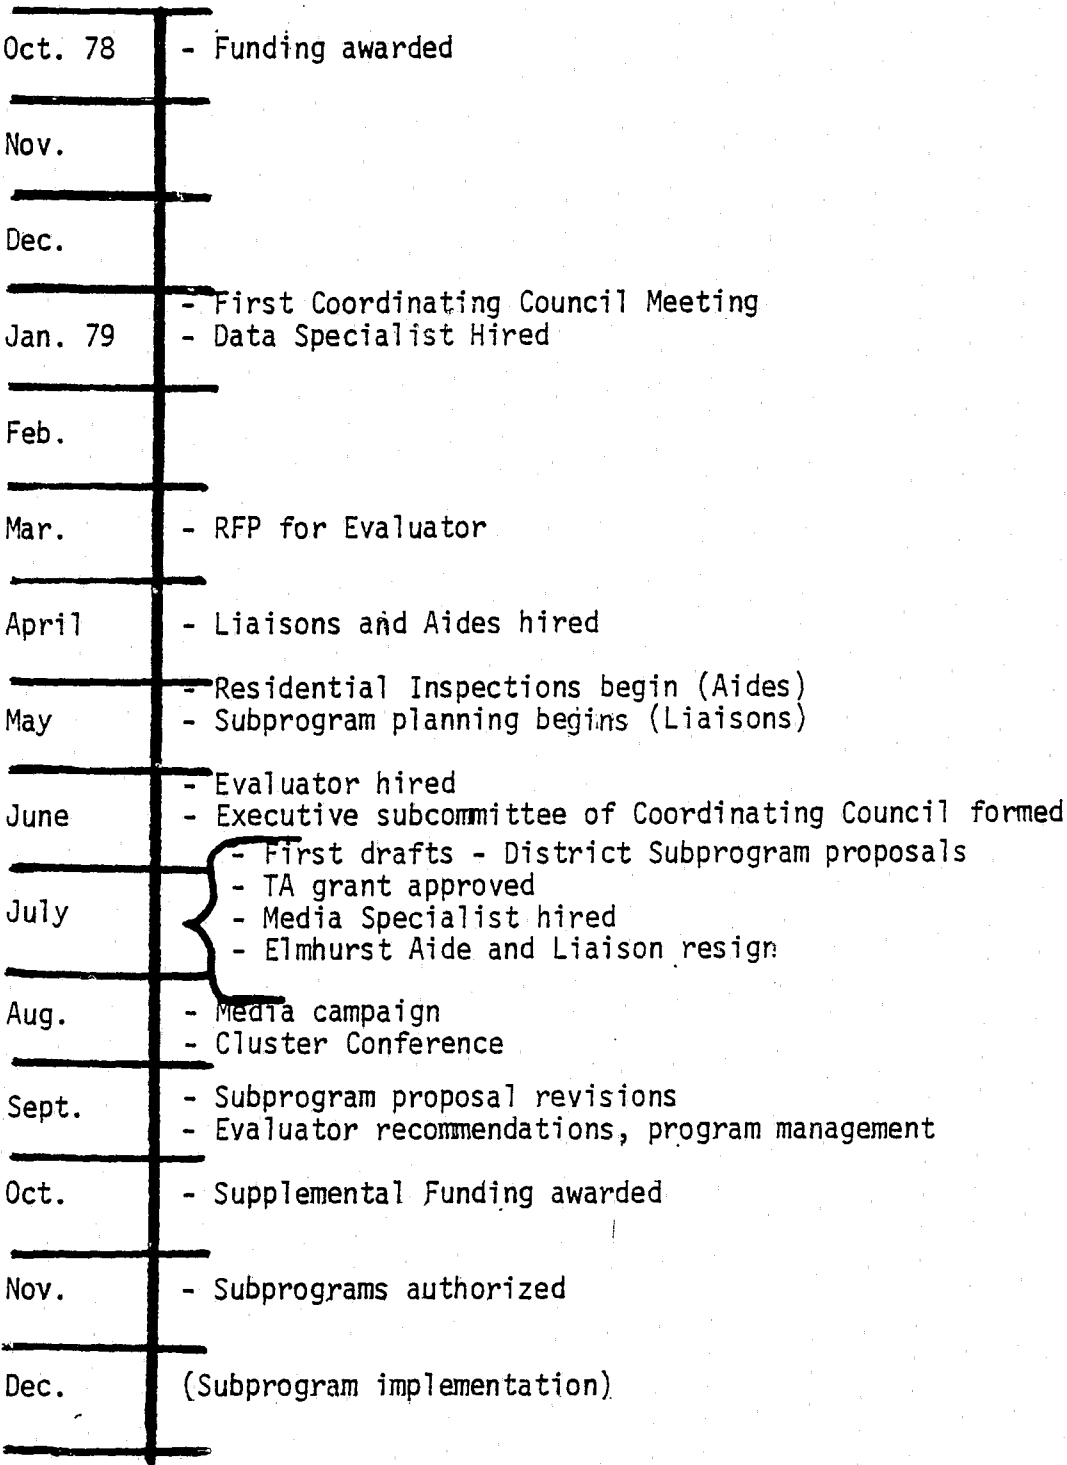 Oct. 78 - Funding awarded
Nov.
Dec.
- First Coordinating Council Meeting
Jan. 79 - Data Specialist Hired
Feb.
Mar. - RFP for Evaluator
April - Liaisons and Aides hired
- Residential Inspections begin (Aides)
May - Subprogram planning begins (Liaisons)
- Evaluator hired
June - Executive subcommittee of Coordinating Council formed
- First drafts - District Subprogram proposals
- TA grant approved
July - Media Specialist hired
- Elmhurst Aide and Liaison resign
Aug. - Media campaign
- Cluster Conference
Sept. - Subprogram proposal revisions
- Evaluator recommendations, program management
Oct. - Supplemental Funding awarded
Nov. - Subprograms authorized
Dec. (Subprogram implementation)